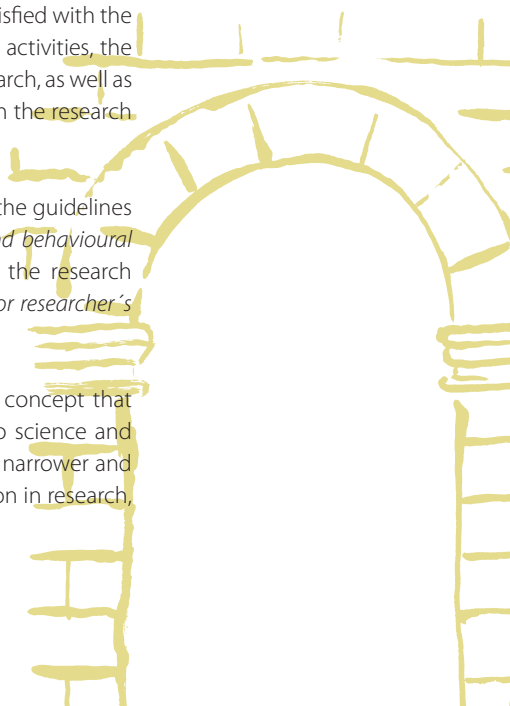 isfied with the
activities, the
arch, as well as
n the research
the guidelines
nd behavioural
the research
or researcher´s
concept that
o science and
narrower and
on in research,